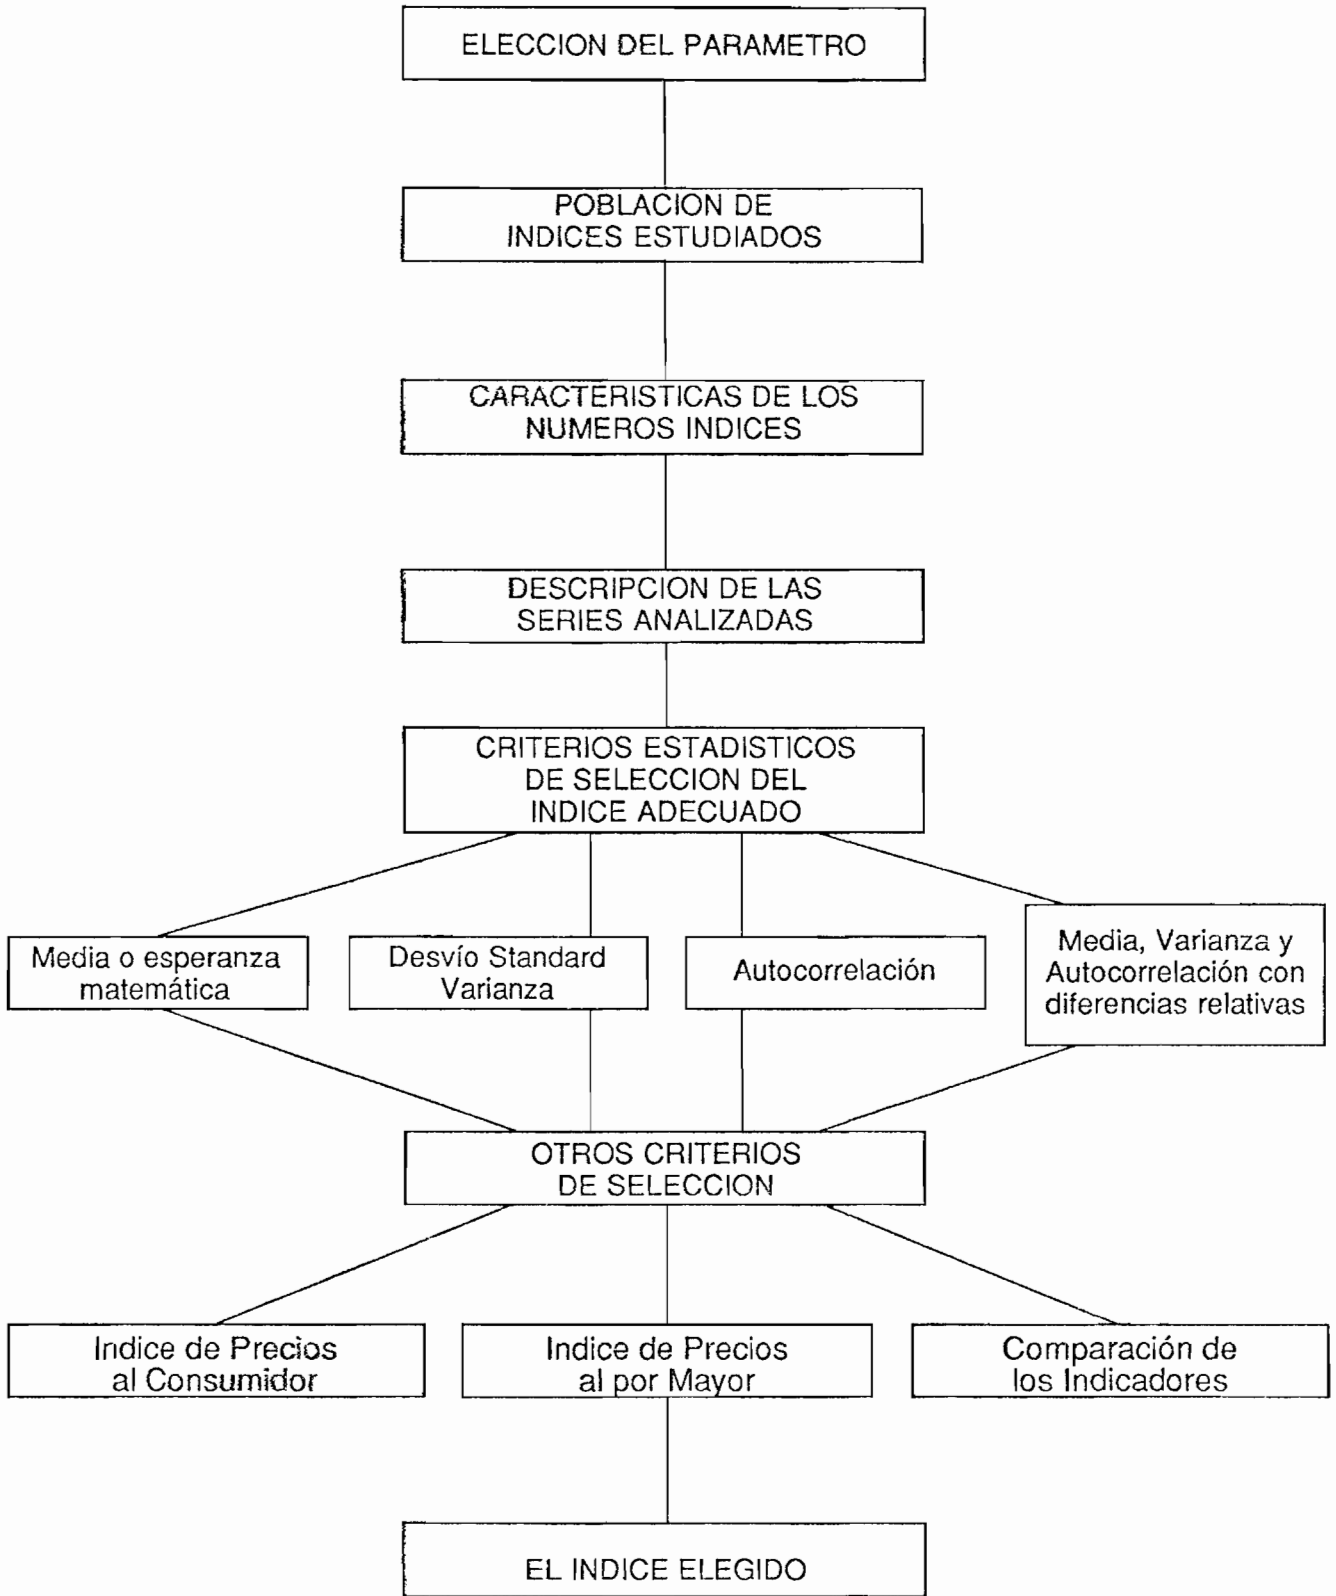 ELECCION DEL PARAMETRO
POBLACION DE
INDICES ESTUDIADOS
CARACTERISTICAS DE LOS
NUMEROS INDICES
DESCRIPCION DE LAS
SERIES ANALIZADAS
CRITERIOS ESTADISTICOS
DE SELECCION DEL
INDICE ADECUADO
Media o esperanza
matemática
Desvío Standard
Varianza
Autocorrelación
Media, Varianza y
Autocorrelación con
diferencias relativas
OTROS CRITERIOS
DE SELECCION
Indice de Precios
al Consumidor
Indice de Precios
al por Mayor
Comparación de
los Indicadores
EL INDICE ELEGIDO